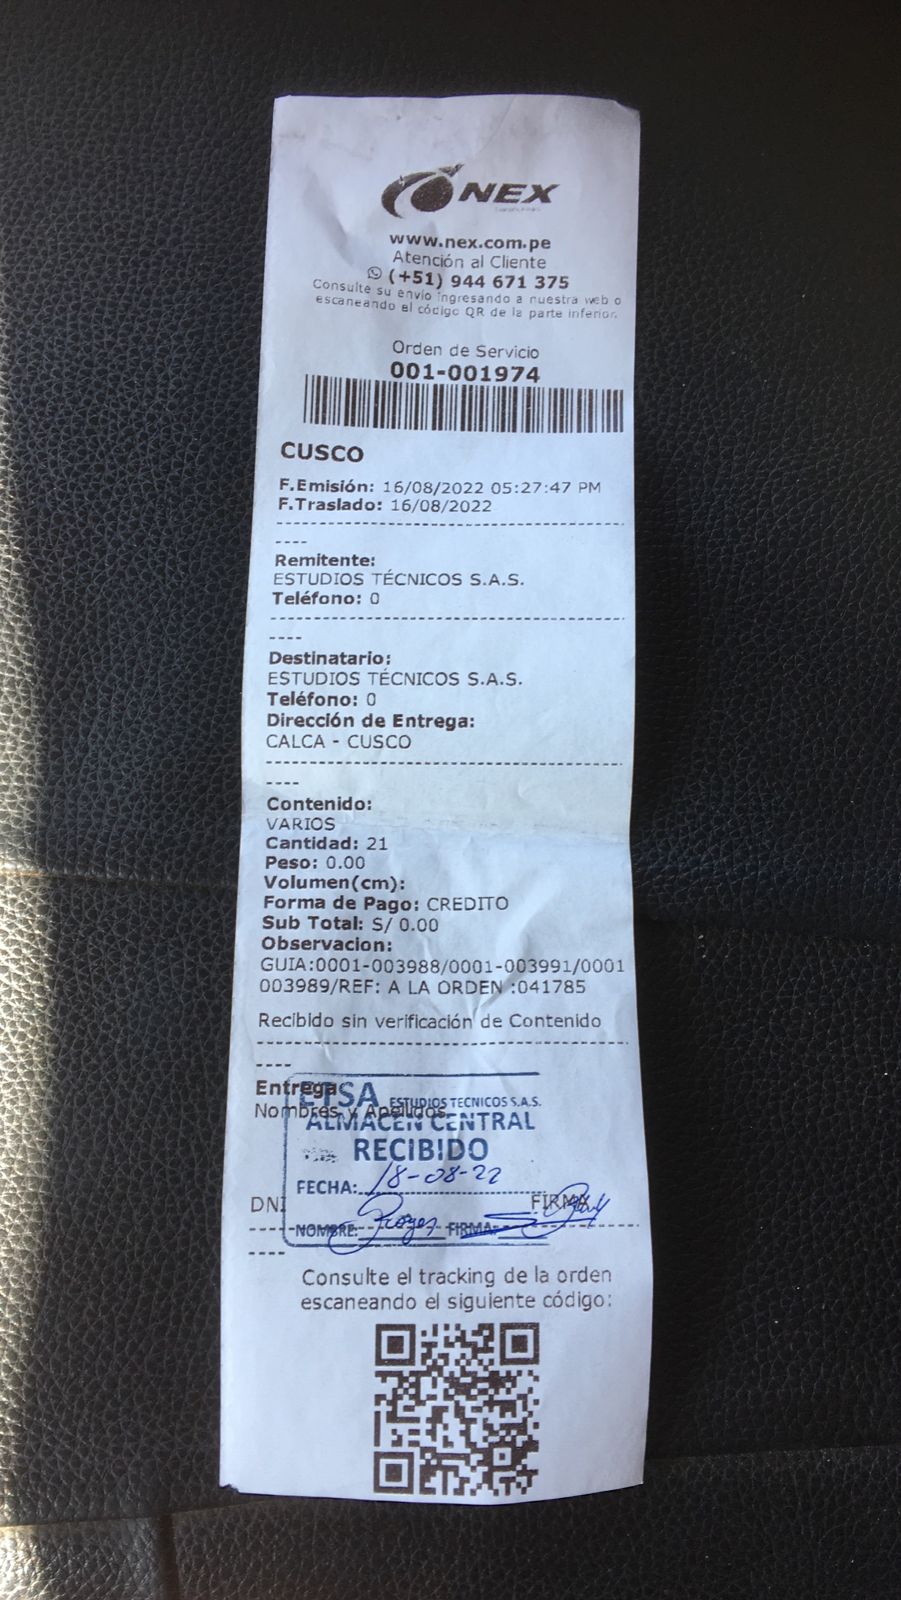 NEX
www.nex.com.pe
Atención al Cliente
(+51) 944 671 375
Consulte su envío ingresando a nuestra web o
escaneando el código QR de la parte inferior.
Orden de Servicio
001-001974
CUSCO
F.Emisión: 16/08/2022 05:27:47 PM
F.Traslado: 16/08/2022
----
Remitente:
ESTUDIOS TÉCNICOS S.A.S.
Teléfono: 0
----
Destinatario:
ESTUDIOS TÉCNICOS S.A.S.
Teléfono: 0
Dirección de Entrega:
CALCA - CUSCO
----
Contenido:
VARIOS
Cantidad: 21
Peso: 0.00
Volumen(cm):
Forma de Pago: CREDITO
Sub Total: S/ 0.00
Observacion:
GUIA:0001-003988/0001-003991/0001
003989/REF: A LA ORDEN :041785
Recibido sin verificación de Contenido
----
Entrega
Nombres y Apellidos
ETSA ESTUDIOS TECNICOS S.A.S.
ALMACEN CENTRAL
RECIBIDO
FECHA: 18-08-22
DNI FIRMA
NOMBRE: FIRMA:
----
Consulte el tracking de la orden
escaneando el siguiente código: